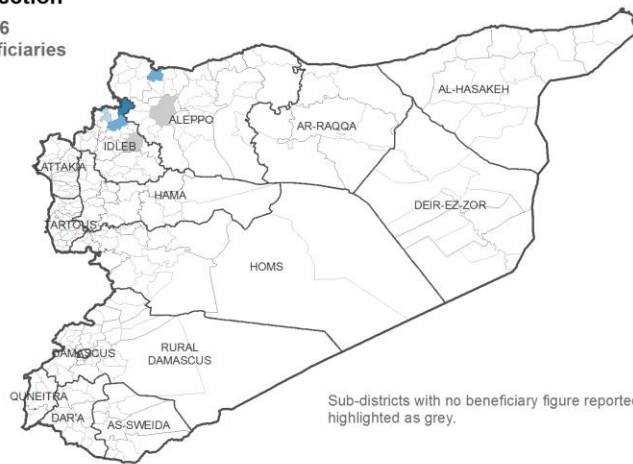 ection
6
ficiaries
AL-HASAKEH
ALEPPO
AR-RAQQA
IDLEB
ATTAKIA
HAMA
DEIR-EZ-ZOR
ARTOUS
HOMS
RURAL
DAMASCUS
DAMASCUS
QUNEITRA
DAR'A
AS-SWEIDA
Sub-districts with no beneficiary figure reported
highlighted as grey.